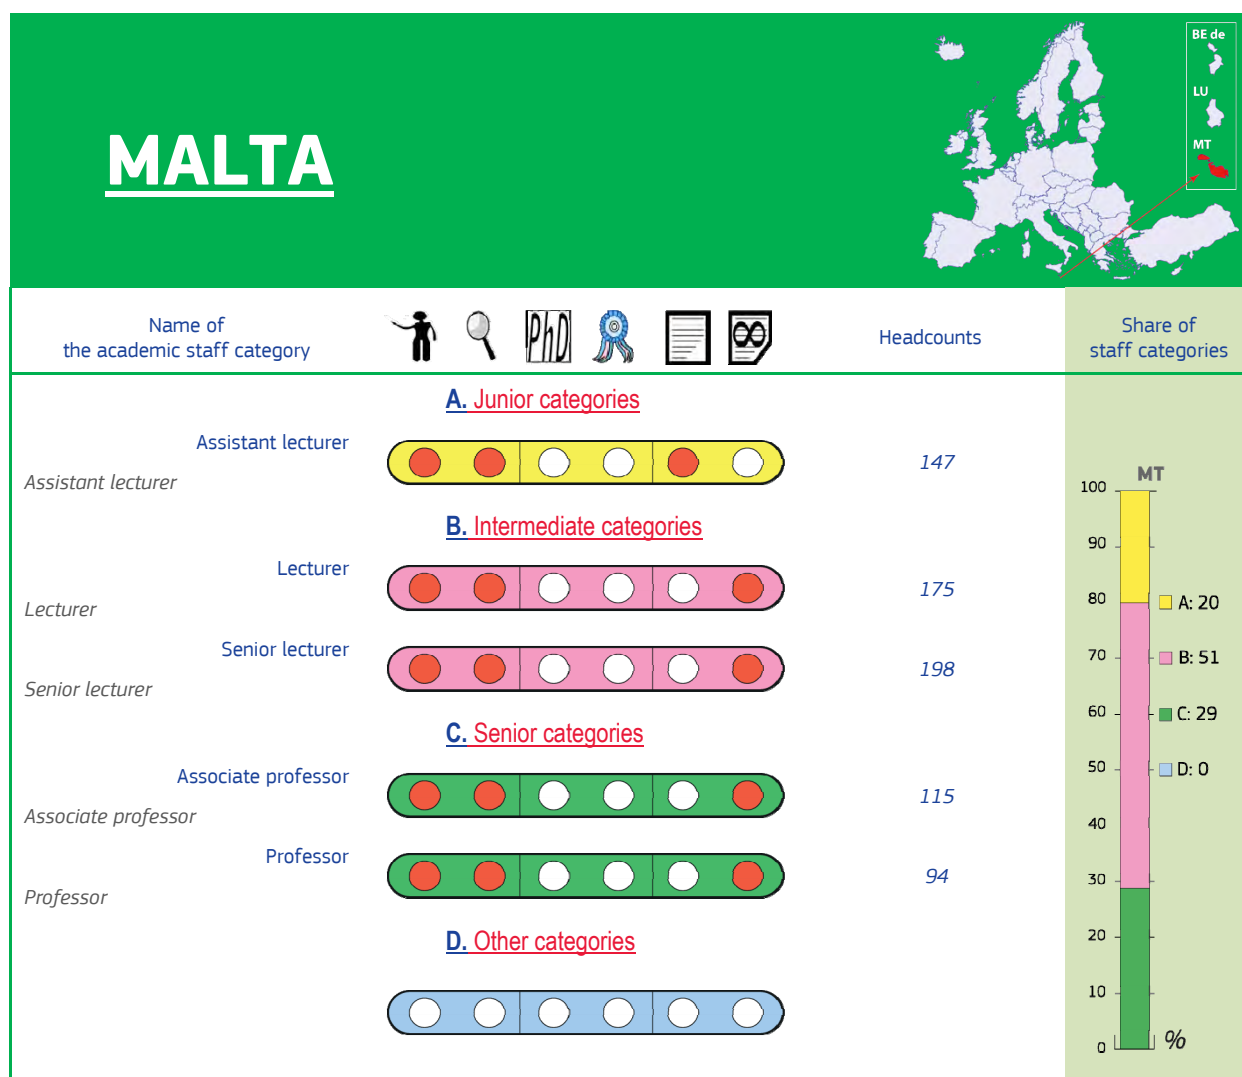 BE de
LU
MT
MALTA
Name of
the academic staff category
PhD
∞
Headcounts
Share of
staff categories
A. Junior categories
Assistant lecturer
Assistant lecturer
147
B. Intermediate categories
Lecturer
Lecturer
175
Senior lecturer
Senior lecturer
198
C. Senior categories
Associate professor
Associate professor
115
Professor
Professor
94
D. Other categories
MT
100
90
80
70
60
50
40
30
20
10
0
%
A: 20
B: 51
C: 29
D: 0